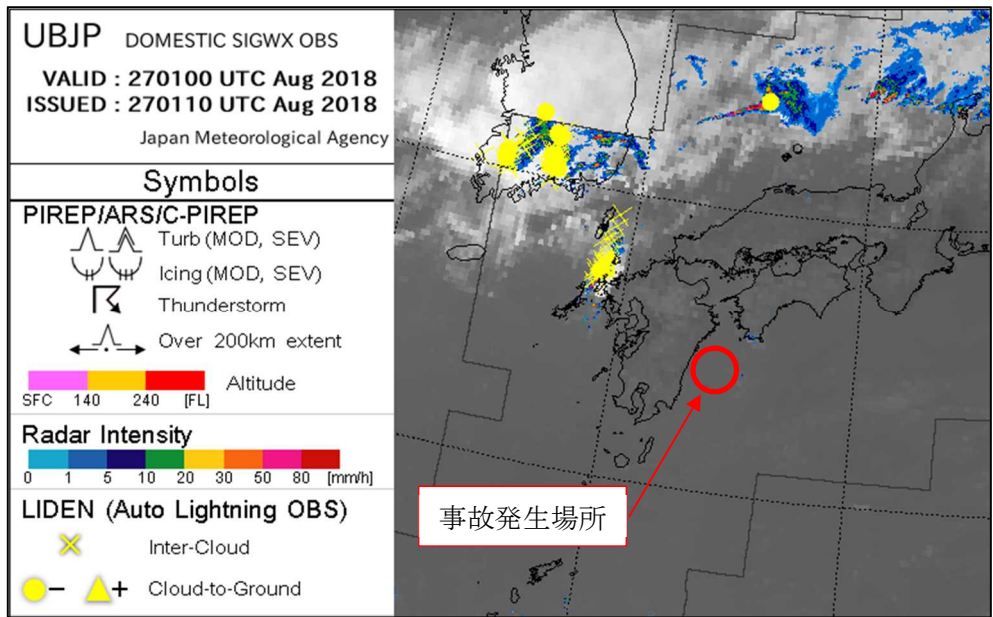 UBJP DOMESTIC SIGWX OBS
VALID : 270100 UTC Aug 2018
ISSUED : 270110 UTC Aug 2018
Japan Meteorological Agency
Symbols
PIREP/ARS/C-PIREP
Turb (MOD, SEV)
Icing (MOD, SEV)
Thunderstorm
Over 200km extent
Altitude
SFC 140 240 [FL]
Radar Intensity
0 1 5 10 20 30 50 80 [mm/h]
LIDEN (Auto Lightning OBS)
Inter-Cloud
− + Cloud-to-Ground
事故発生場所